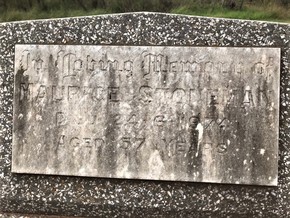 In Loving Memory of
MAURICE STONEMAN
AGED 57 YEARS